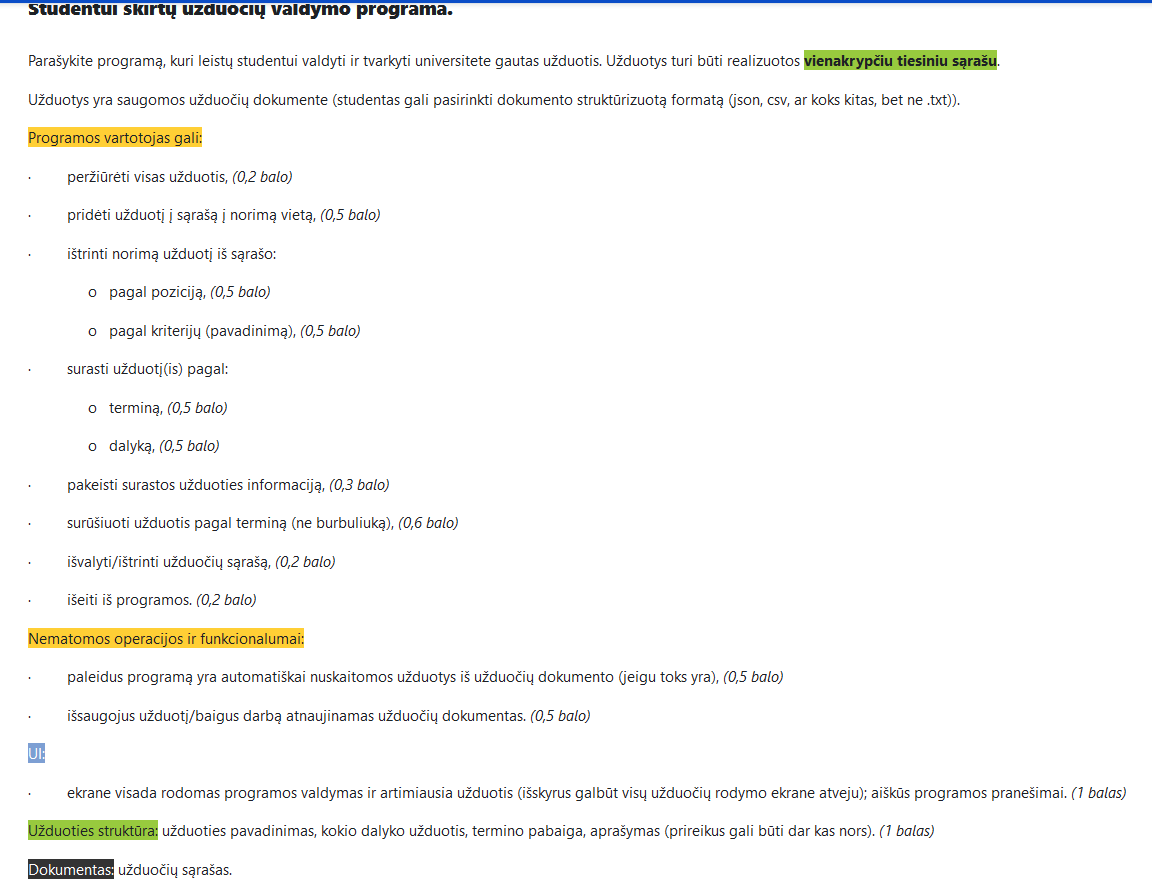 Studentui skirtų užduočių valdymo programa.
Parašykite programą, kuri leistų studentui valdyti ir tvarkyti universitete gautas užduotis. Užduotys turi būti realizuotos vienakrypčiu tiesiniu sąrašu.
Užduotys yra saugomos užduočių dokumente (studentas gali pasirinkti dokumento struktūrizuotą formatą (json, csv, ar koks kitas, bet ne .txt)).
Programos vartotojas gali:
· peržiūrėti visas užduotis, (0,2 balo)
· pridėti užduotį į sąrašą į norimą vietą, (0,5 balo)
· ištrinti norimą užduotį iš sąrašo:
o pagal poziciją, (0,5 balo)
o pagal kriterijų (pavadinimą), (0,5 balo)
· surasti užduotį(is) pagal:
o terminą, (0,5 balo)
o dalyką, (0,5 balo)
· pakeisti surastos užduoties informaciją, (0,3 balo)
· surūšiuoti užduotis pagal terminą (ne burbuliuką), (0,6 balo)
· išvalyti/ištrinti užduočių sąrašą, (0,2 balo)
· išeiti iš programos. (0,2 balo)
Nematomos operacijos ir funkcionalumai:
· paleidus programą yra automatiškai nuskaitomos užduotys iš užduočių dokumento (jeigu toks yra), (0,5 balo)
· išsaugojus užduotį/baigus darbą atnaujinamas užduočių dokumentas. (0,5 balo)
UI:
· ekrane visada rodomas programos valdymas ir artimiausia užduotis (išskyrus galbūt visų užduočių rodymo ekrane atveju); aiškūs programos pranešimai. (1 balas)
Užduoties struktūra: užduoties pavadinimas, kokio dalyko užduotis, termino pabaiga, aprašymas (prireikus gali būti dar kas nors). (1 balas)
Dokumentas: užduočių sąrašas.